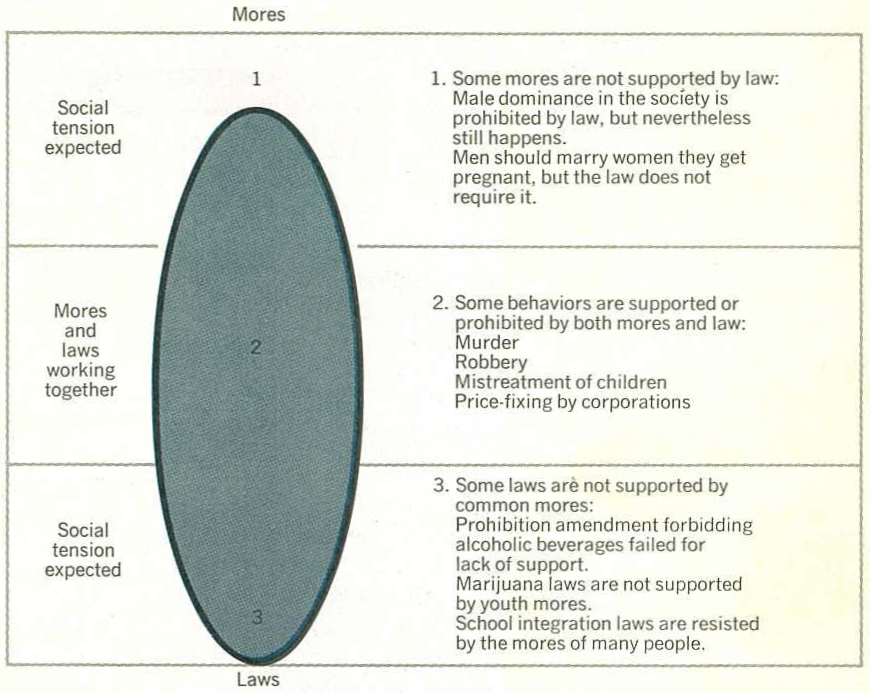 Mores
Social
tension
expected
1
1. Some mores are not supported by law:
Male dominance in the society is
prohibited by law, but nevertheless
still happens.
Men should marry women they get
pregnant, but the law does not
require it.
Mores
and
laws
working
together
2
2. Some behaviors are supported or
prohibited by both mores and law:
Murder
Robbery
Mistreatment of children
Price-fixing by corporations
Social
tension
expected
3
3. Some laws are not supported by
common mores:
Prohibition amendment forbidding
alcoholic beverages failed for
lack of support.
Marijuana laws are not supported
by youth mores.
School integration laws are resisted
by the mores of many people.
Laws